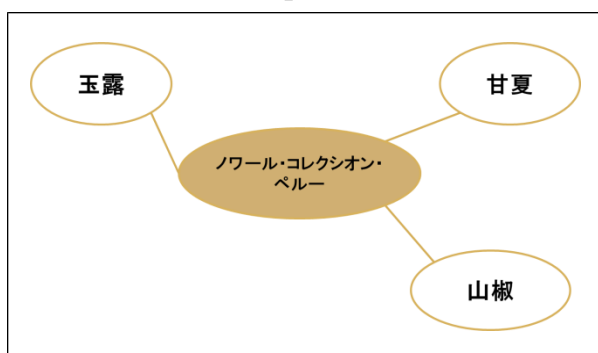 玉露
甘夏
ノワール・コレクシオン・
ペルー
山椒